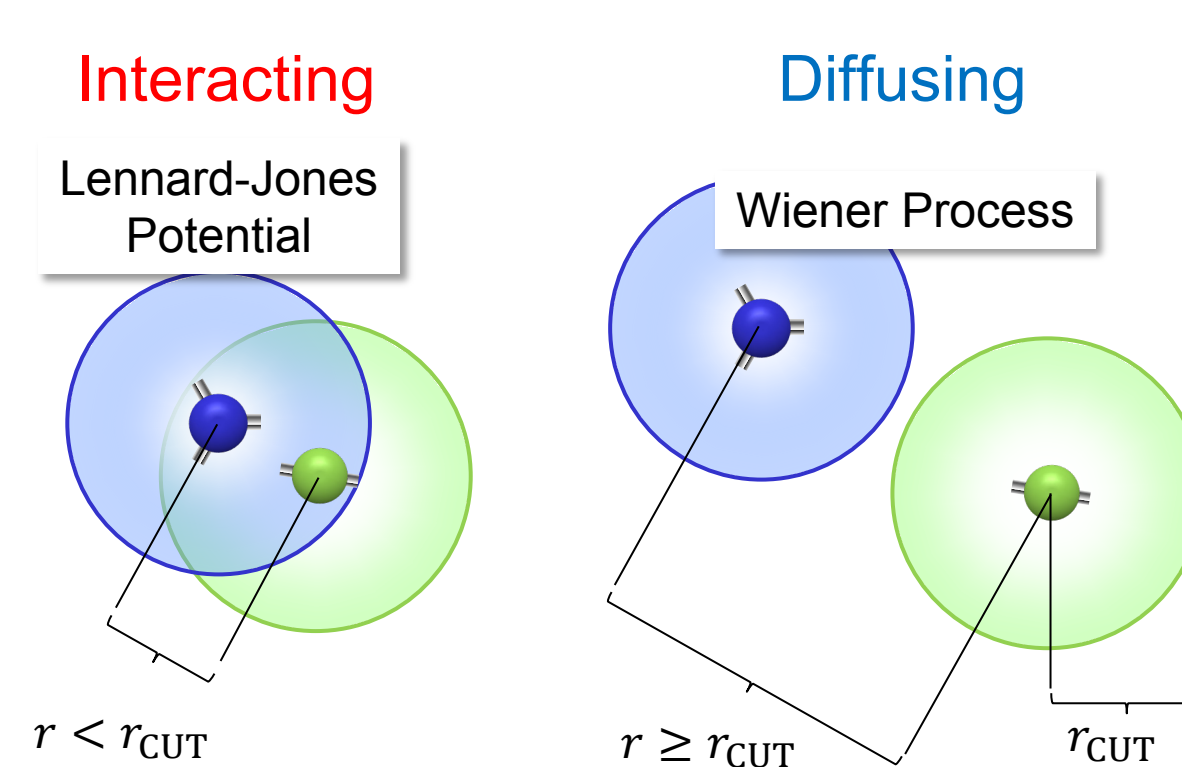 Interacting
Diffusing
Lennard-Jones
Potential
Wiener Process
r < r_CUT
r ≥ r_CUT
r_CUT